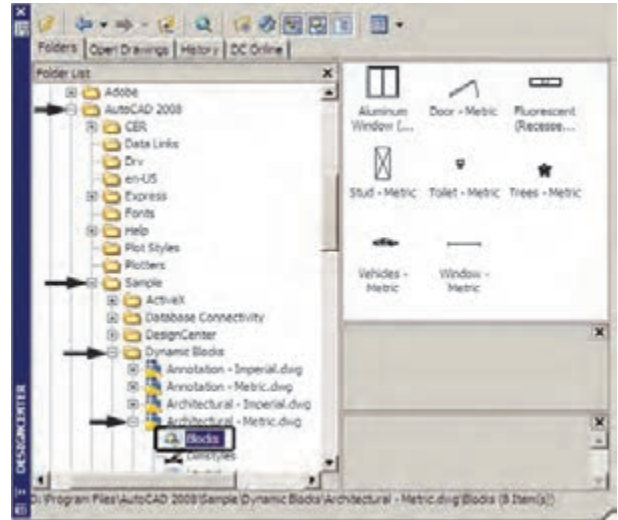 Folders Open Drawings History DC Online
Folder List
Adobe
AutoCAD 2008
CER
Data Links
Drv
en-US
Express
Fonts
Help
Plot Styles
Plotters
Sample
ActiveX
Database Connectivity
DesignCenter
Dynamic Blocks
Annotation - Imperial.dwg
Annotation - Metric.dwg
Architectural - Imperial.dwg
Architectural - Metric.dwg
Blocks
Dimstyles
Aluminum Window (...
Door - Metric
Fluorescent (Recesse...
Stud - Metric
Toilet - Metric
Trees - Metric
Vehicles - Metric
Window - Metric
DESIGNCENTER
D:\Program Files\AutoCAD 2008\Sample\Dynamic Blocks\Architectural - Metric.dwg\Blocks (8 Item(s))